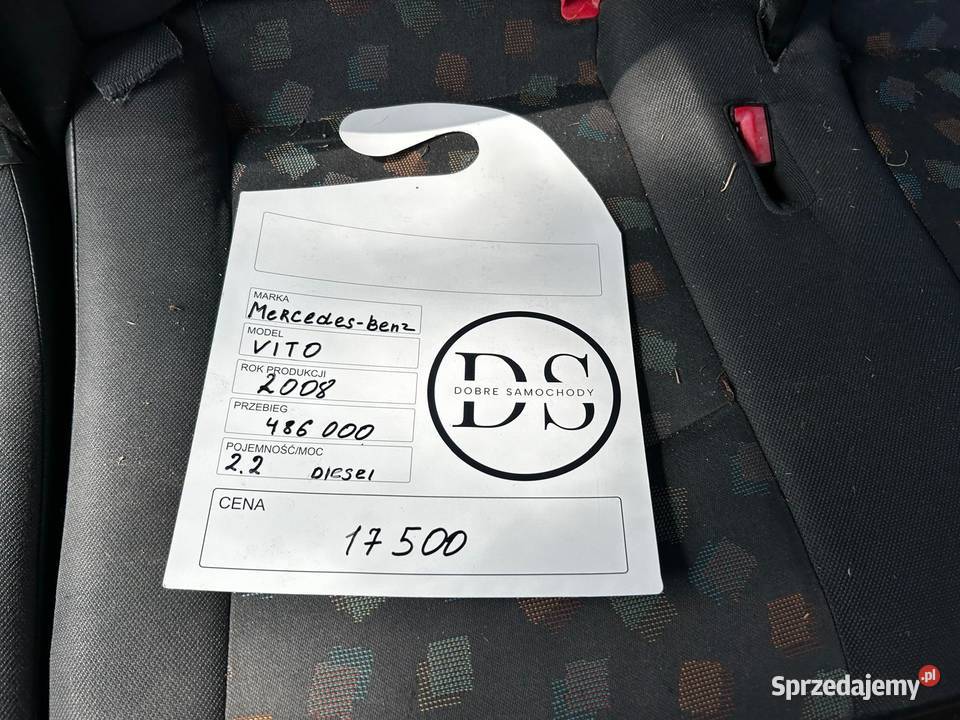 MARKA
Mercedes-Benz
MODEL
VITO
ROK PRODUKCJI
2008
PRZEBIEG
486 000
POJEMNOŚĆ/MOC
2.2 Diesel
DS
DOBRE SAMOCHODY
CENA
17 500
Sprzedajemy.pl